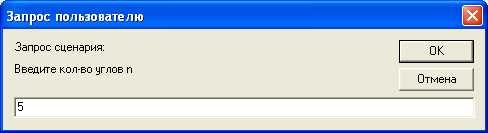 Запрос пользователю
Запрос сценария:
Введите кол-во углов n
OK
Отмена
5